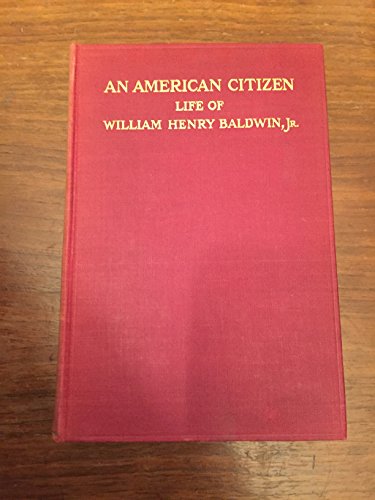 AN AMERICAN CITIZEN
LIFE OF
WILLIAM HENRY BALDWIN, JR.